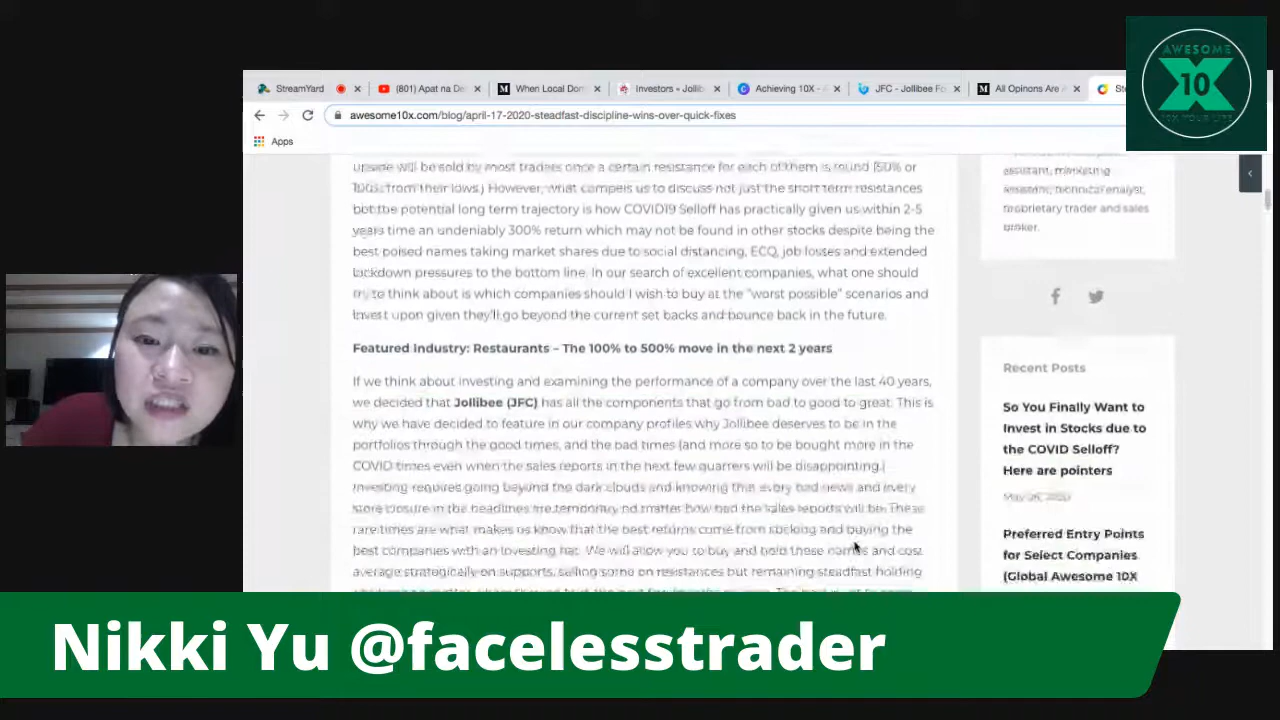 StreamYard
(801) Apat na De
When Local Don
Investors » Jollib
Achieving 10X - A
JFC - Jollibee Fo
All Opinons Are A
Ste
awesome10x.com/blog/april-17-2020-steadfast-discipline-wins-over-quick-fixes
Apps
AWESOME
10
X
10X YOUR LIFE
upside will be sold by most traders once a certain resistance for each of them is found (50% or
100% from their lows.) However, what compels us to discuss not just the short term resistances
but the potential long term trajectory is how COVID19 Selloff has practically given us within 2-5
years time an undeniably 300% return which may not be found in other stocks despite being the
best poised names taking market shares due to social distancing, ECQ, job losses and extended
lockdown pressures to the bottom line. In our search of excellent companies, what one should
try to think about is which companies should I wish to buy at the "worst possible" scenarios and
invest upon given they'll go beyond the current set backs and bounce back in the future.
Featured Industry: Restaurants – The 100% to 500% move in the next 2 years
If we think about investing and examining the performance of a company over the last 40 years,
we decided that Jollibee (JFC) has all the components that go from bad to good to great. This is
why we have decided to feature in our company profiles why Jollibee deserves to be in the
portfolios through the good times, and the bad times (and more so to be bought more in the
COVID times even when the sales reports in the next few quarters will be disappointing.)
Investing requires going beyond the dark clouds and knowing that every bad news and every
store closure in the headlines are temporary no matter how bad the sales reports will be. These
rare times are what makes us know that the best returns come from stocking and buying the
best companies with an investing hat. We will allow you to buy and hold these names and cost
average strategically on supports, selling some on resistances but remaining steadfast holding
assistant, marketing
assistant, technical analyst,
proprietary trader and sales
broker.
Recent Posts
So You Finally Want to
Invest in Stocks due to
the COVID Selloff?
Here are pointers
May 26, 2020
Preferred Entry Points
for Select Companies
(Global Awesome 10X
Nikki Yu @facelesstrader